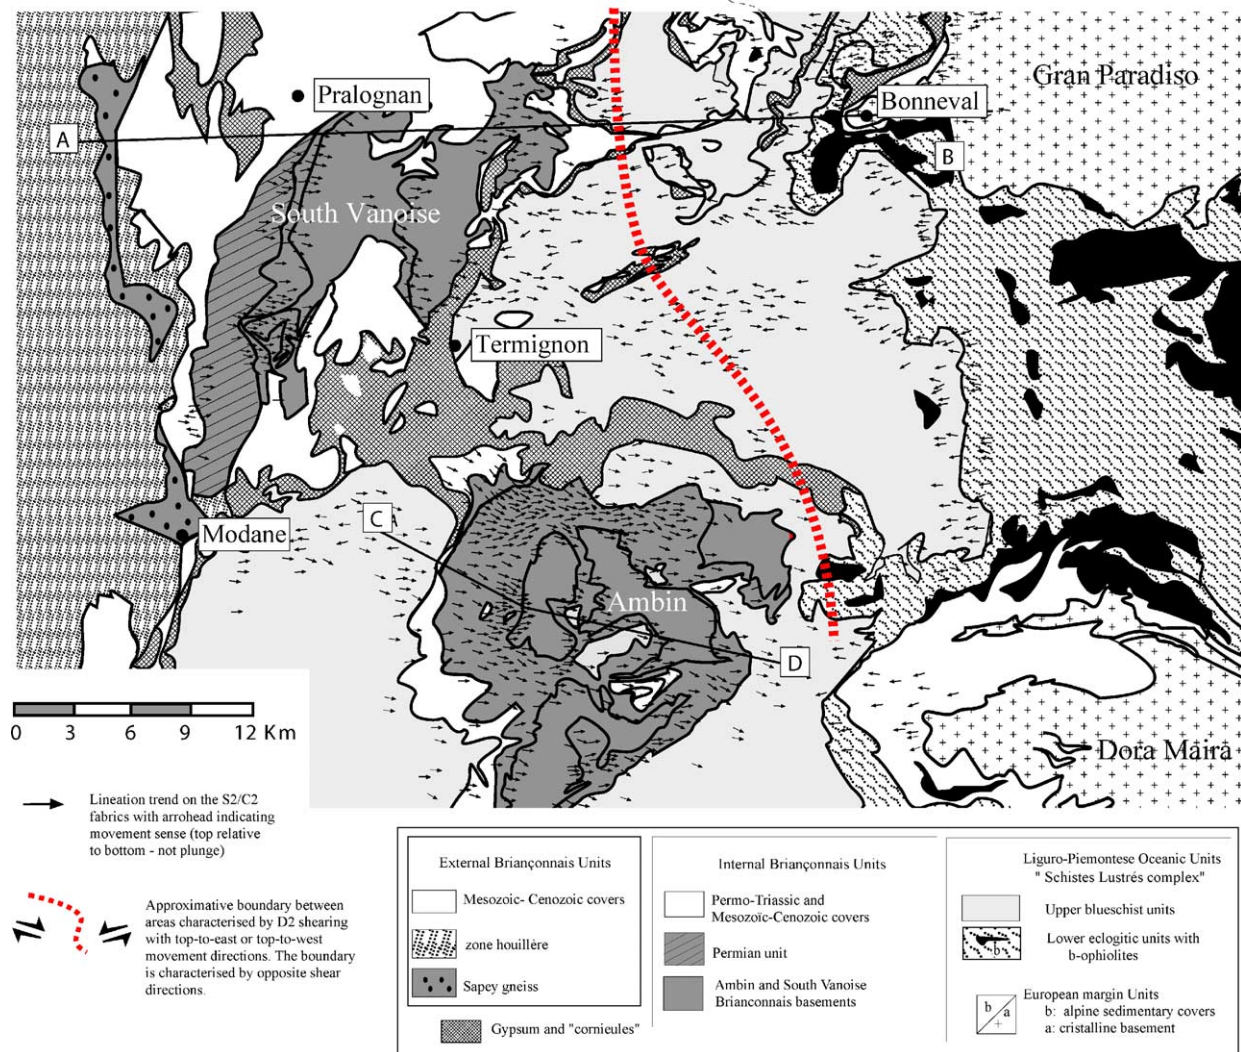 Gran Paradiso
Pralognan
Bonneval
A
B
South Vanoise
Termignon
C
Modane
Ambin
D
Dora Maira
0 3 6 9 12 Km
Lineation trend on the S2/C2
fabrics with arrohead indicating
movement sense (top relative
to bottom - not plunge)
Approximative boundary between
areas characterised by D2 shearing
with top-to-east or top-to-west
movement directions. The boundary
is characterised by opposite shear
directions.
External Briançonnais Units
Mesozoic- Cenozoic covers
zone houillère
Sapey gneiss
Gypsum and "cornieules"
Internal Briançonnais Units
Permo-Triassic and
Mesozoïc-Cenozoic covers
Permian unit
Ambin and South Vanoise
Brianconnais basements
Liguro-Piemontese Oceanic Units
" Schistes Lustrés complex"
Upper blueschist units
b
Lower eclogitic units with
b-ophiolites
European margin Units
b a
b: alpine sedimentary covers
a: cristalline basement